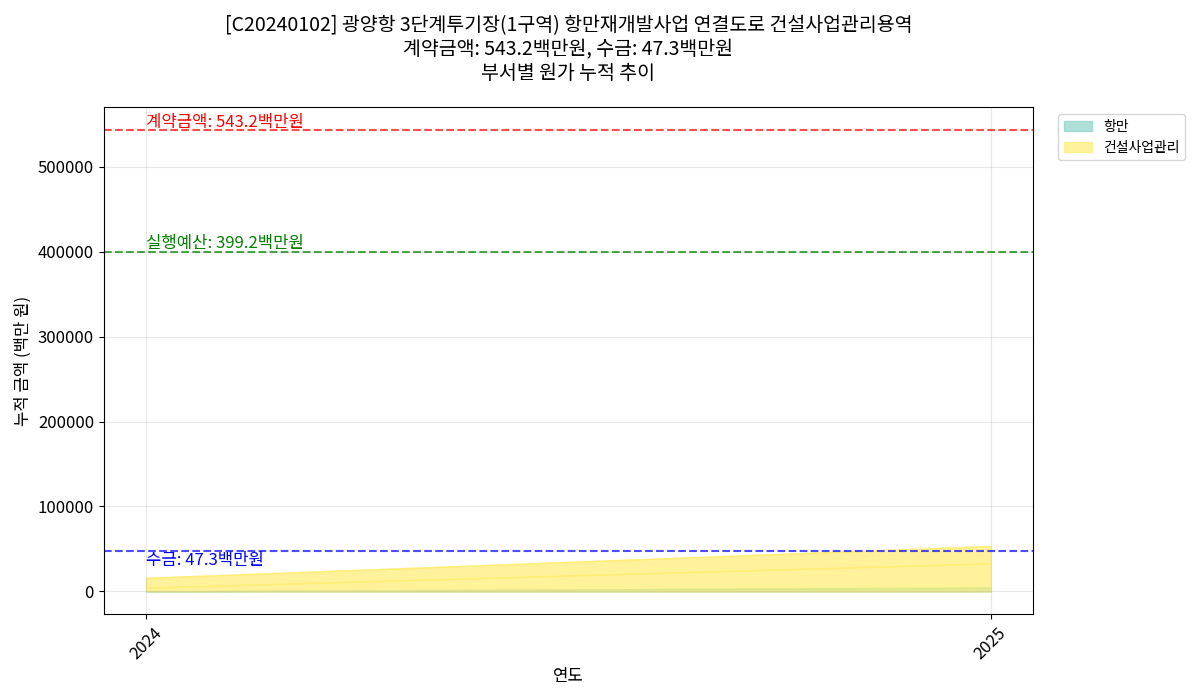 [C20240102] 광양항 3단계투기장(1구역) 항만재개발사업 연결도로 건설사업관리용역
계약금액: 543.2백만원, 수금: 47.3백만원
부서별 원가 누적 추이
계약금액: 543.2백만원
실행예산: 399.2백만원
수금: 47.3백만원
항만
건설사업관리
누적 금액 (백만 원)
500000
400000
300000
200000
100000
0
2024
2025
연도